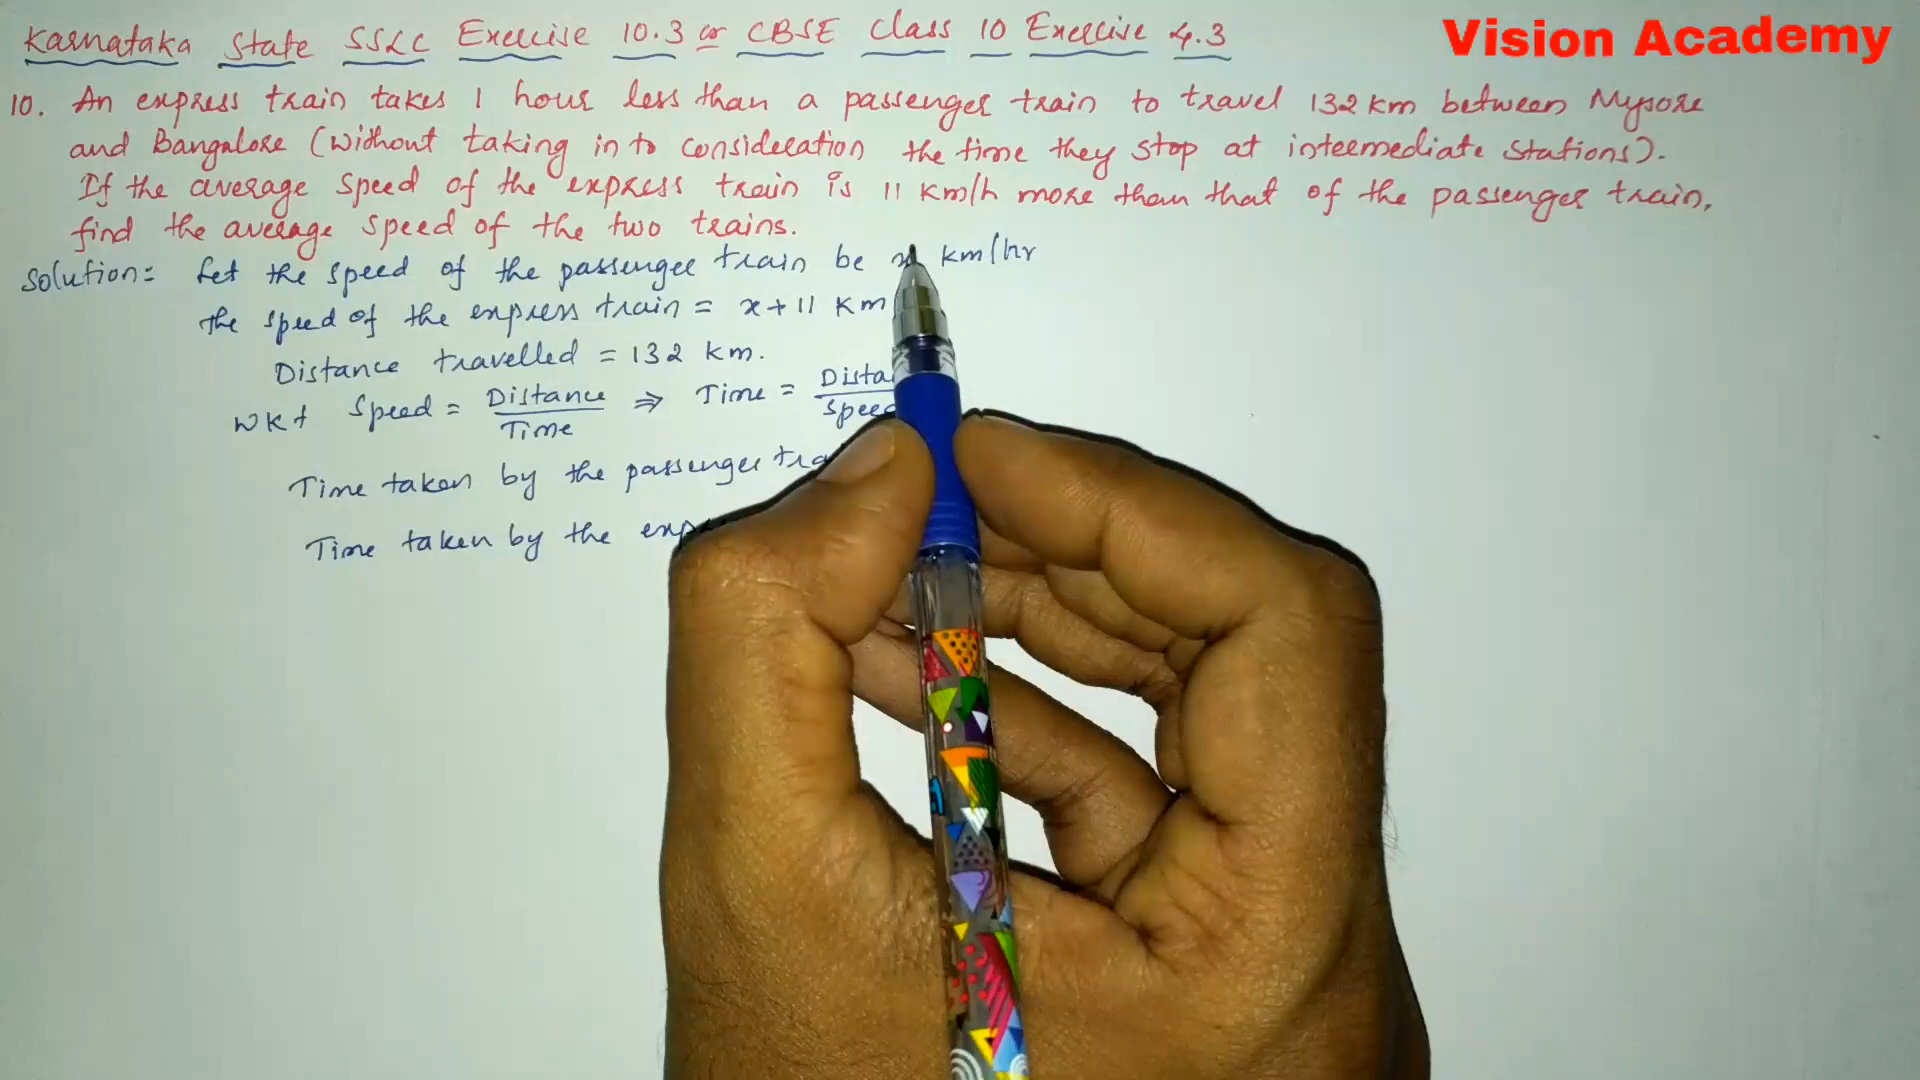 Karnataka State SSLC Exercise 10.3 or CBSE Class 10 Exercise 4.3
Vision Academy
10. An express train takes 1 hour less than a passenger train to travel 132 km between Mysore
and Bangalore (without taking in to consideration the time they stop at intermediate stations).
If the average speed of the express train is 11 km/h more than that of the passenger train,
find the average speed of the two trains.
Solution: Let the speed of the passenger train be x km/hr
The speed of the express train = x + 11 Km
Distance travelled = 132 km.
WKT Speed = Distance / Time ⇒ Time =
Time taken by the passenger
Time taken by the